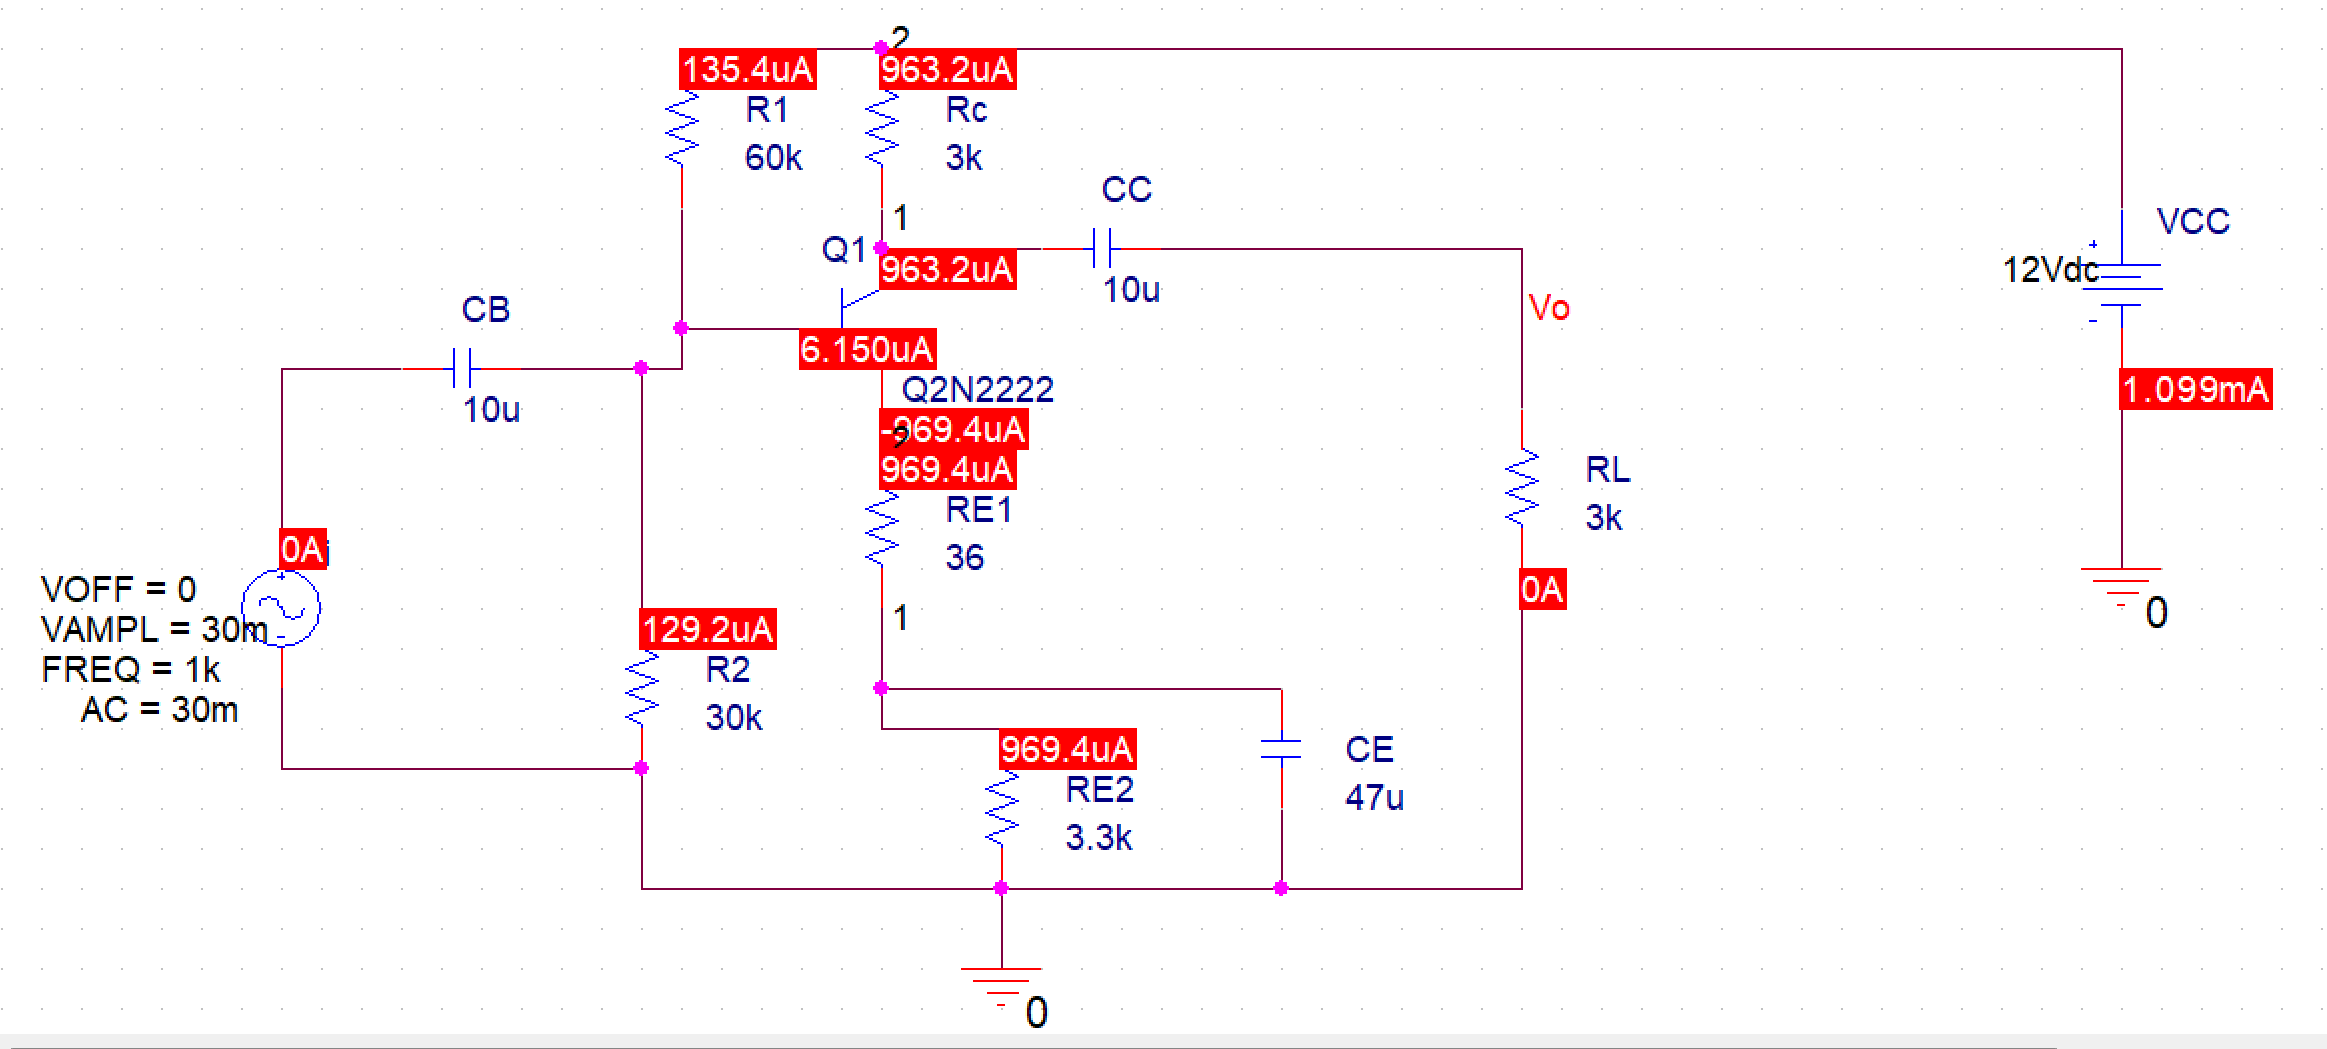 2
135.4uA
963.2uA
R1
60k
Rc
3k
CC
10u
1
Q1
963.2uA
VCC
+
12Vdc
-
CB
10u
Vo
6.150uA
Q2N2222
-969.4uA
969.4uA
RE1
36
1
RL
3k
0A
1.099mA
0
0A
VOFF = 0
VAMPL = 30m
FREQ = 1k
AC = 30m
+
-
129.2uA
R2
30k
969.4uA
RE2
3.3k
CE
47u
0